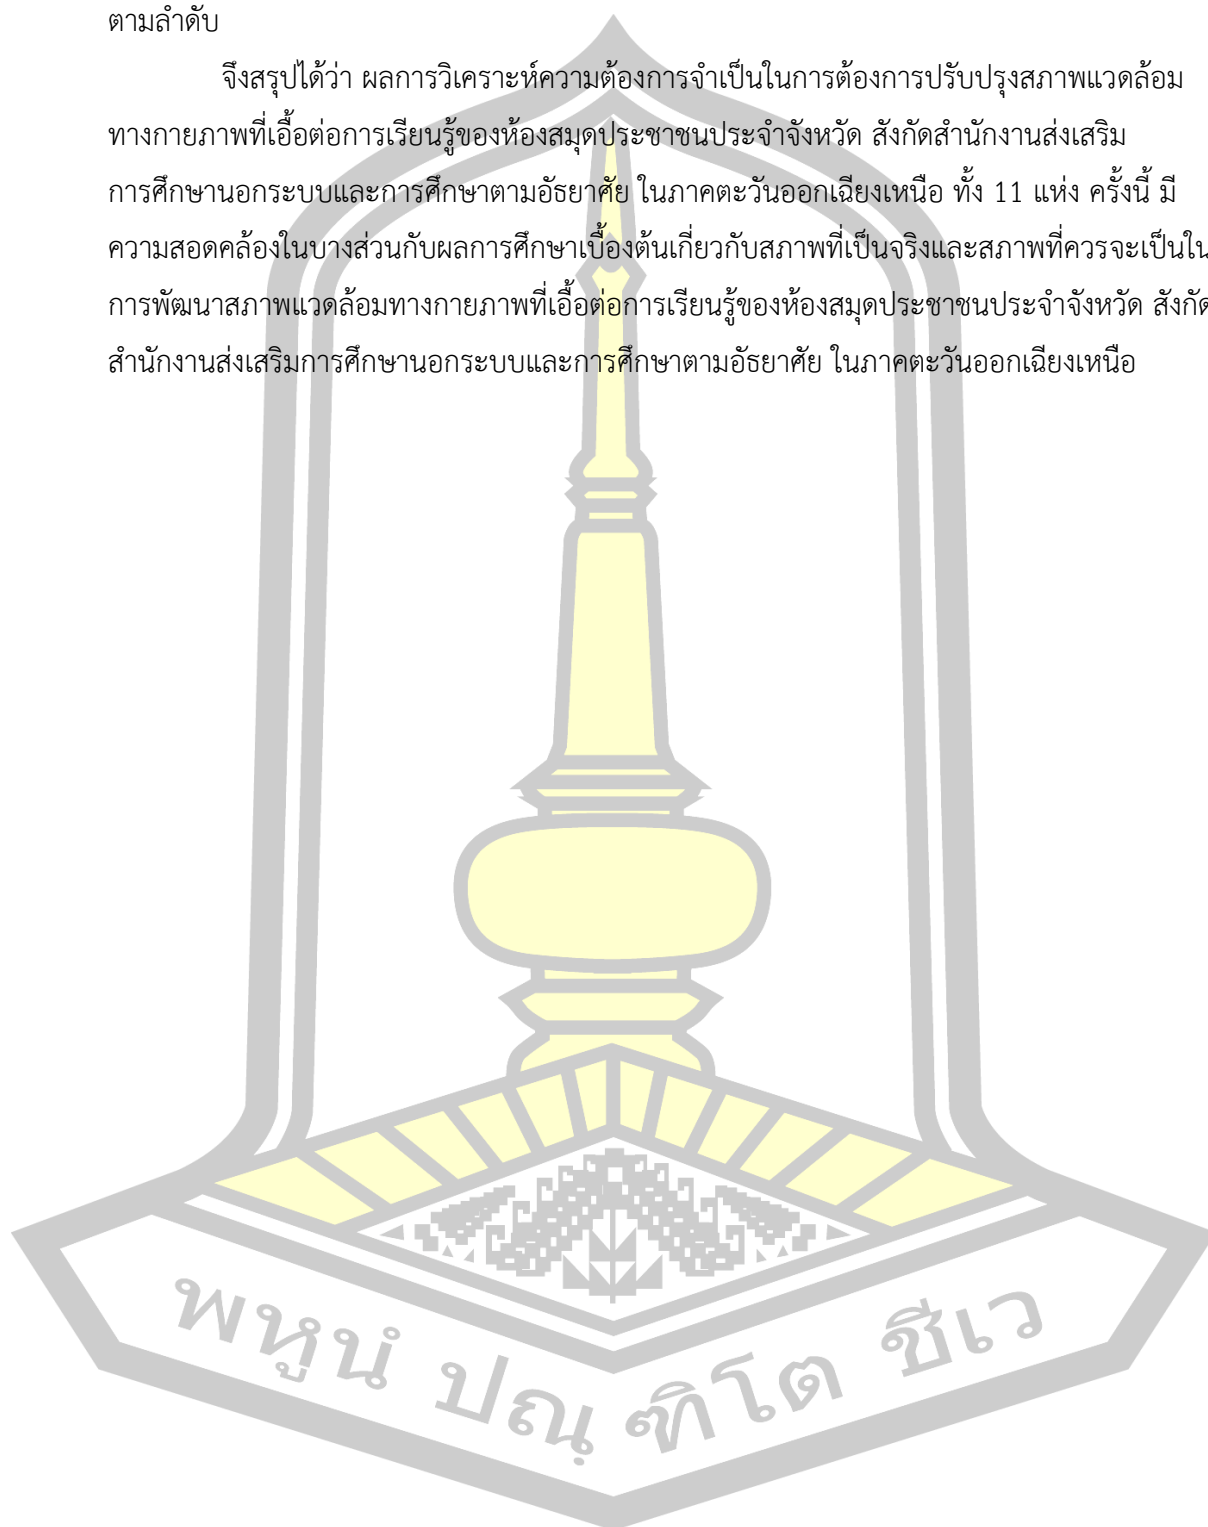 ตามลำดับ
จึงสรุปได้ว่า ผลการวิเคราะห์ความต้องการจำเป็นในการต้องการปรับปรุงสภาพแวดล้อม
ทางกายภาพที่เอื้อต่อการเรียนรู้ของห้องสมุดประชาชนประจำจังหวัด สังกัดสำนักงานส่งเสริม
การศึกษานอกระบบและการศึกษาตามอัธยาศัย ในภาคตะวันออกเฉียงเหนือ ทั้ง 11 แห่ง ครั้งนี้ มี
ความสอดคล้องในบางส่วนกับผลการศึกษาเบื้องต้นเกี่ยวกับสภาพที่เป็นจริงและสภาพที่ควรจะเป็นใน
การพัฒนาสภาพแวดล้อมทางกายภาพที่เอื้อต่อการเรียนรู้ของห้องสมุดประชาชนประจำจังหวัด สังกัด
สำนักงานส่งเสริมการศึกษานอกระบบและการศึกษาตามอัธยาศัย ในภาคตะวันออกเฉียงเหนือ
พหูนํ ปณฺ ฑิโต ชีเว